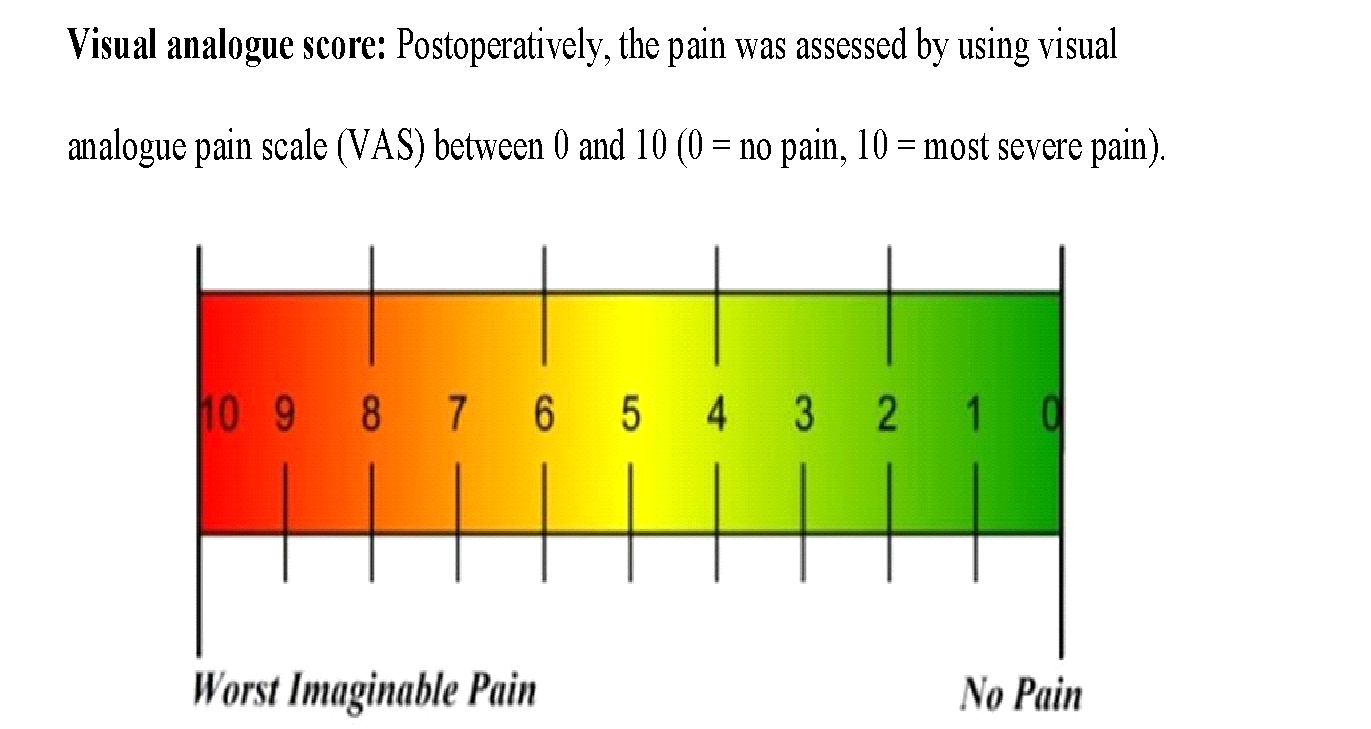 Visual analogue score: Postoperatively, the pain was assessed by using visual
analogue pain scale (VAS) between 0 and 10 (0 = no pain, 10 = most severe pain).
10 9 8 7 6 5 4 3 2 1 0
Worst Imaginable Pain No Pain